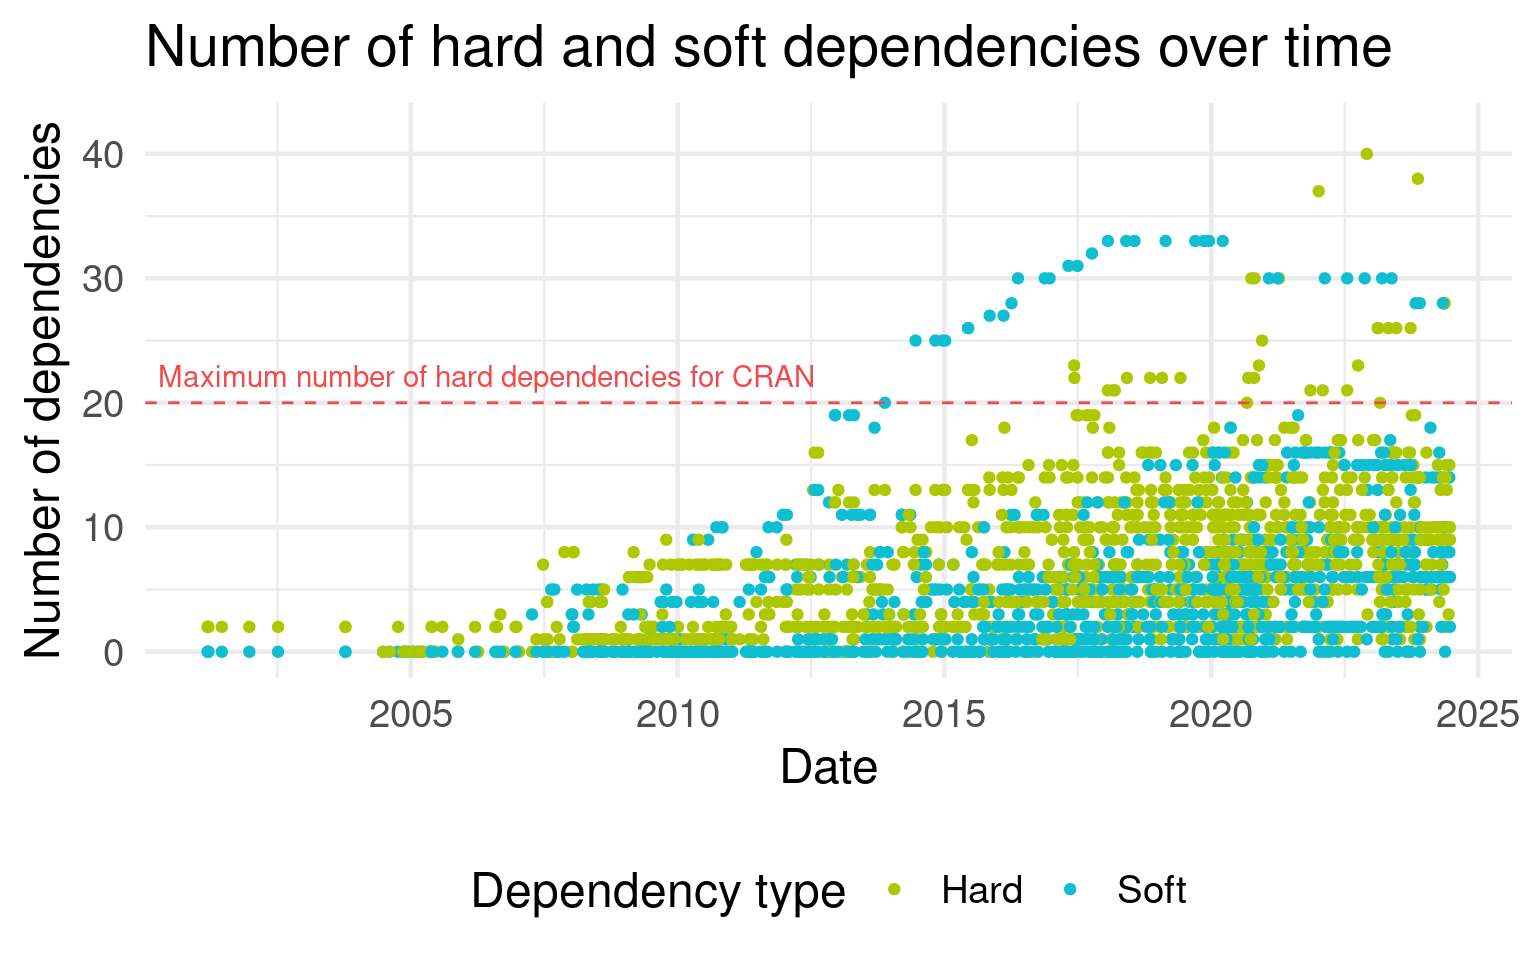 Number of hard and soft dependencies over time
Number of dependencies
40
30
20
10
0
Maximum number of hard dependencies for CRAN
2005 2010 2015 2020 2025
Date
Dependency type Hard Soft